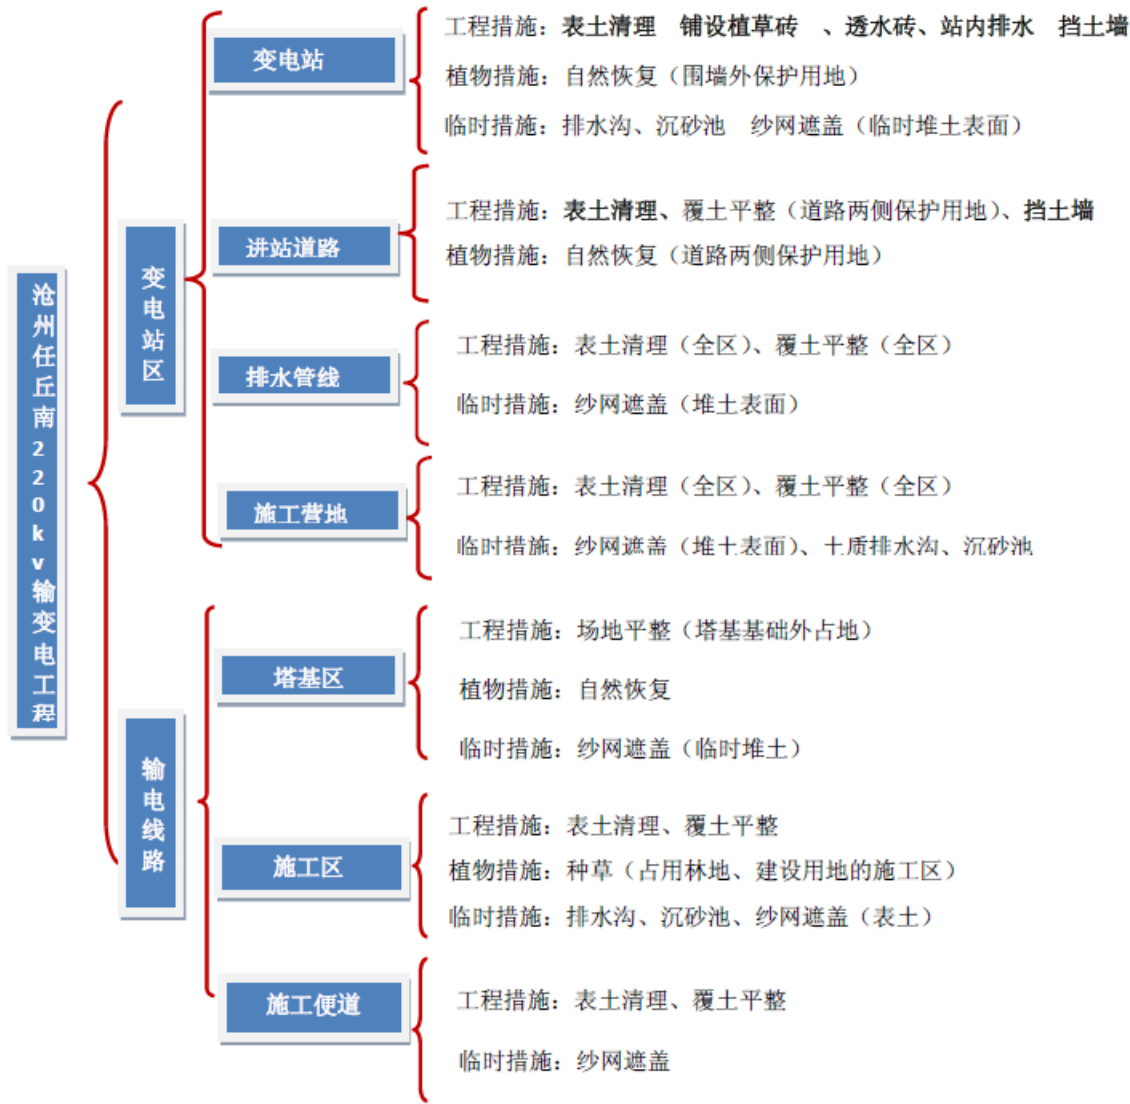 沧州任丘南220kv输变电工程
变电站区
变电站
工程措施：表土清理　铺设植草砖　、透水砖、站内排水　挡土墙
植物措施：自然恢复（围墙外保护用地）
临时措施：排水沟、沉砂池　纱网遮盖（临时堆土表面）
进站道路
工程措施：表土清理、覆土平整（道路两侧保护用地）、挡土墙
植物措施：自然恢复（道路两侧保护用地）
排水管线
工程措施：表土清理（全区）、覆土平整（全区）
临时措施：纱网遮盖（堆土表面）
施工营地
工程措施：表土清理（全区）、覆土平整（全区）
临时措施：纱网遮盖（堆土表面）、土质排水沟、沉砂池
输电线路
塔基区
工程措施：场地平整（塔基基础外占地）
植物措施：自然恢复
临时措施：纱网遮盖（临时堆土）
施工区
工程措施：表土清理、覆土平整
植物措施：种草（占用林地、建设用地的施工区）
临时措施：排水沟、沉砂池、纱网遮盖（表土）
施工便道
工程措施：表土清理、覆土平整
临时措施：纱网遮盖